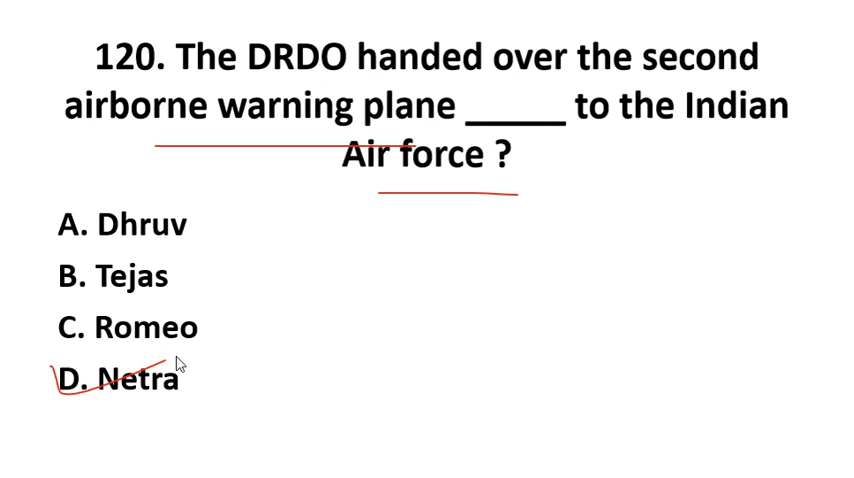 120. The DRDO handed over the second
airborne warning plane _____ to the Indian
Air force ?
A. Dhruv
B. Tejas
C. Romeo
D. Netra